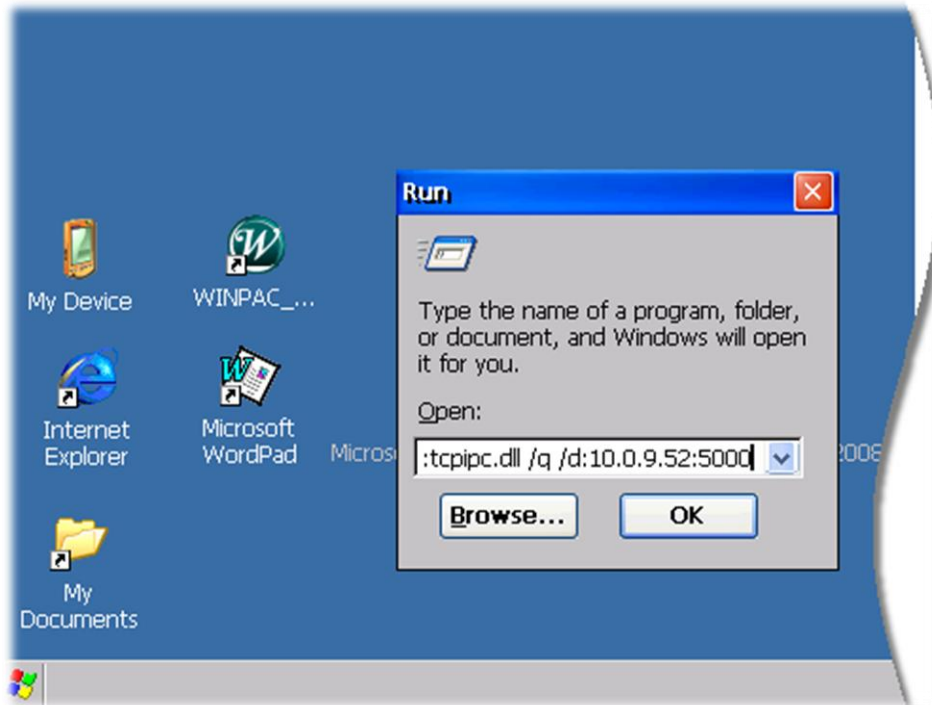 Run
My Device
WINPAC_...
Type the name of a program, folder,
or document, and Windows will open
it for you.
Open:
Internet
Explorer
Microsoft
WordPad
:tcpipc.dll /q /d:10.0.9.52:5000
2008
Browse...
OK
My
Documents